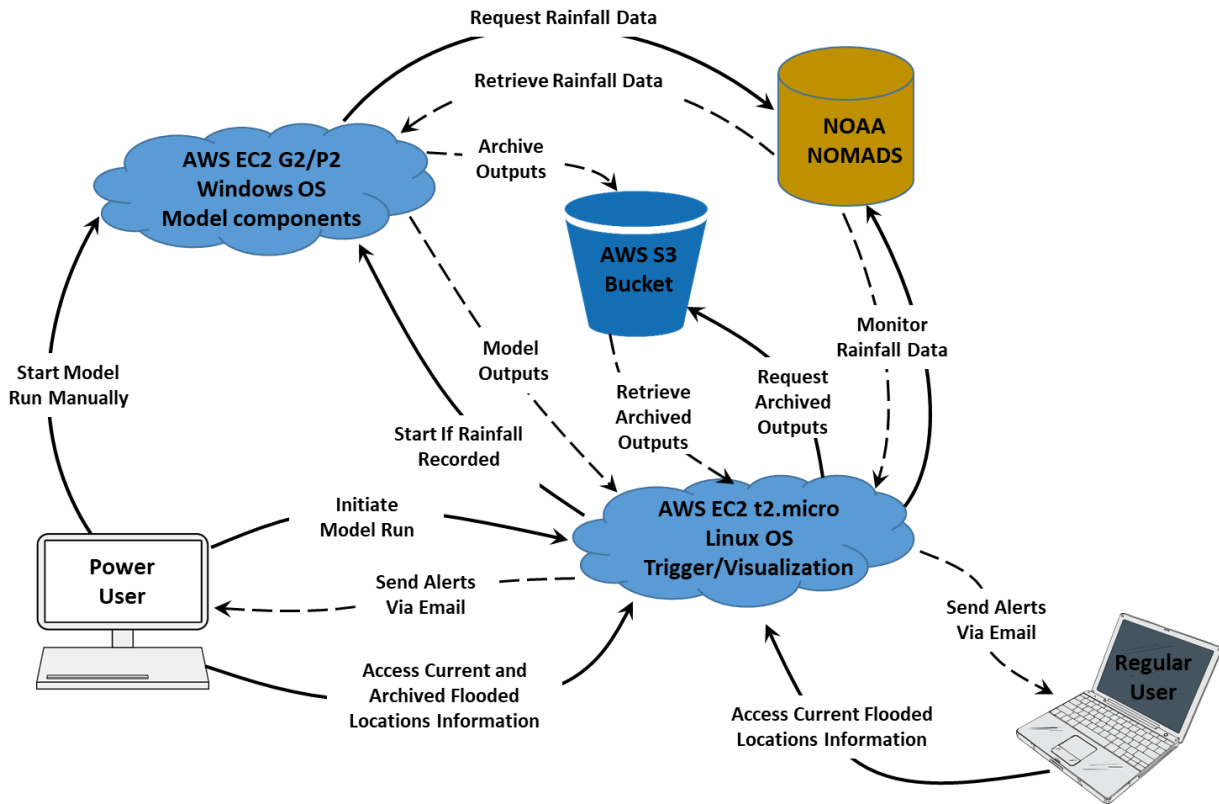 Request Rainfall Data
Retrieve Rainfall Data
NOAA
NOMADS
AWS EC2 G2/P2
Windows OS
Model components
Archive
Outputs
AWS S3
Bucket
Monitor
Rainfall Data
Start Model
Run Manually
Model
Outputs
Retrieve
Archived
Outputs
Request
Archived
Outputs
Start If Rainfall
Recorded
Initiate
Model Run
AWS EC2 t2.micro
Linux OS
Trigger/Visualization
Power
User
Send Alerts
Via Email
Send Alerts
Via Email
Regular
User
Access Current and
Archived Flooded
Locations Information
Access Current Flooded
Locations Information